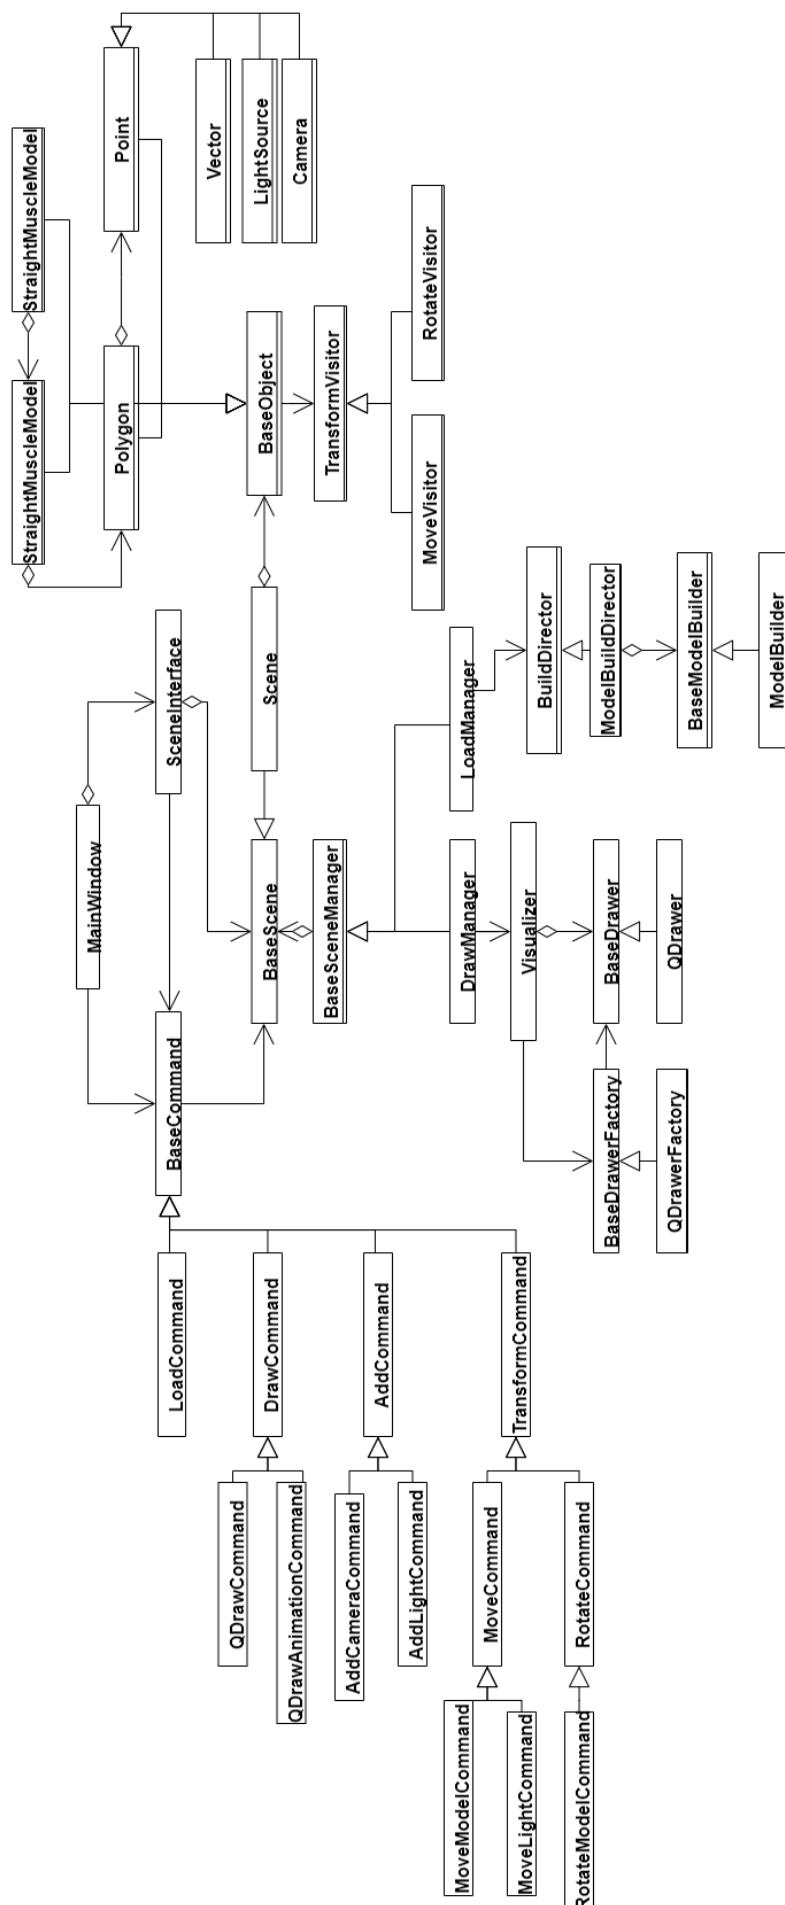 StraightMuscleModel
StraightMuscleModel
Point
Polygon
Vector
LightSource
Camera
BaseObject
TransformVisitor
RotateVisitor
MoveVisitor
MainWindow
SceneInterface
Scene
BaseCommand
BaseScene
BaseSceneManager
LoadManager
DrawManager
BuildDirector
ModelBuildDirector
BaseModelBuilder
ModelBuilder
Visualizer
BaseDrawer
QDrawer
BaseDrawerFactory
QDrawerFactory
LoadCommand
DrawCommand
AddCommand
TransformCommand
QDrawCommand
QDrawAnimationCommand
AddCameraCommand
AddLightCommand
MoveCommand
RotateCommand
MoveModelCommand
MoveLightCommand
RotateModelCommand